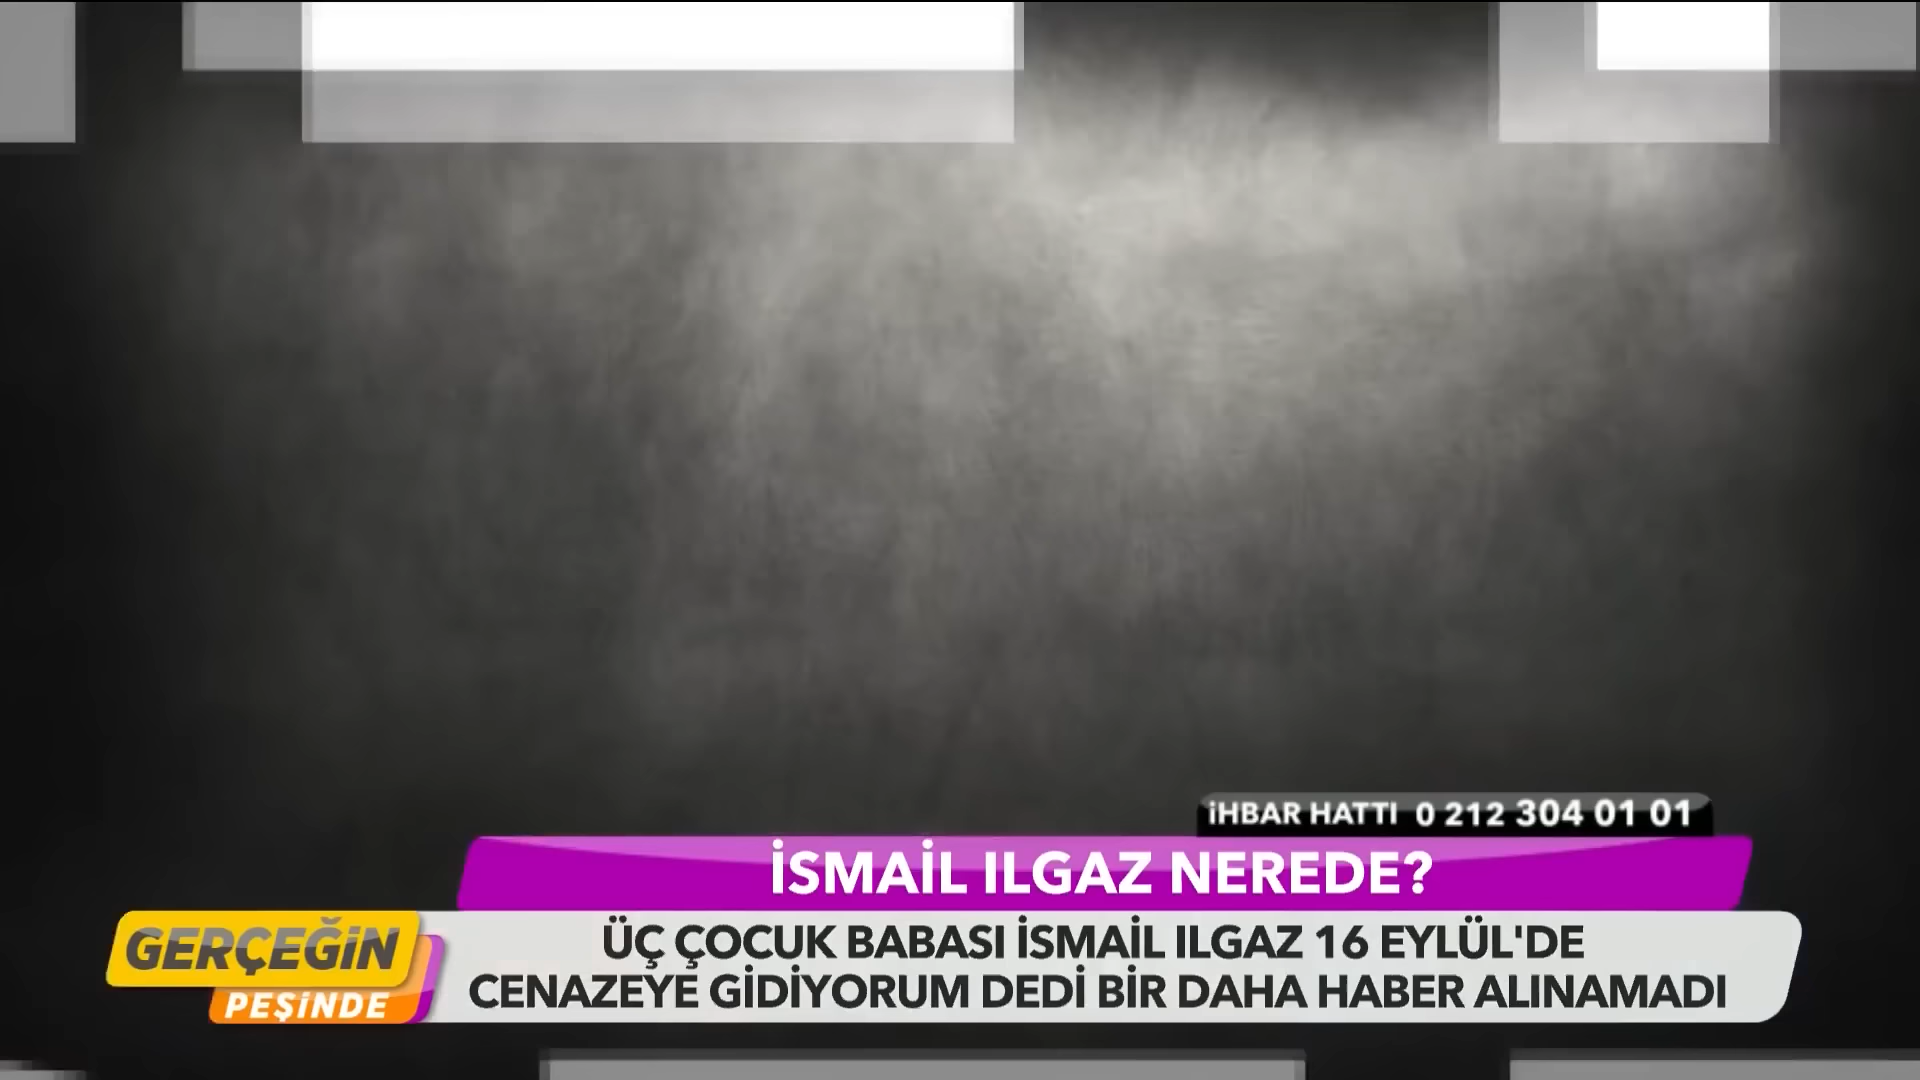 İHBAR HATTI 0 212 304 01 01
İSMAİL ILGAZ NEREDE?
ÜÇ ÇOCUK BABASI İSMAİL ILGAZ 16 EYLÜL'DE
CENAZEYE GİDİYORUM DEDİ BİR DAHA HABER ALINAMADI
GERÇEĞİN
PEŞİNDE